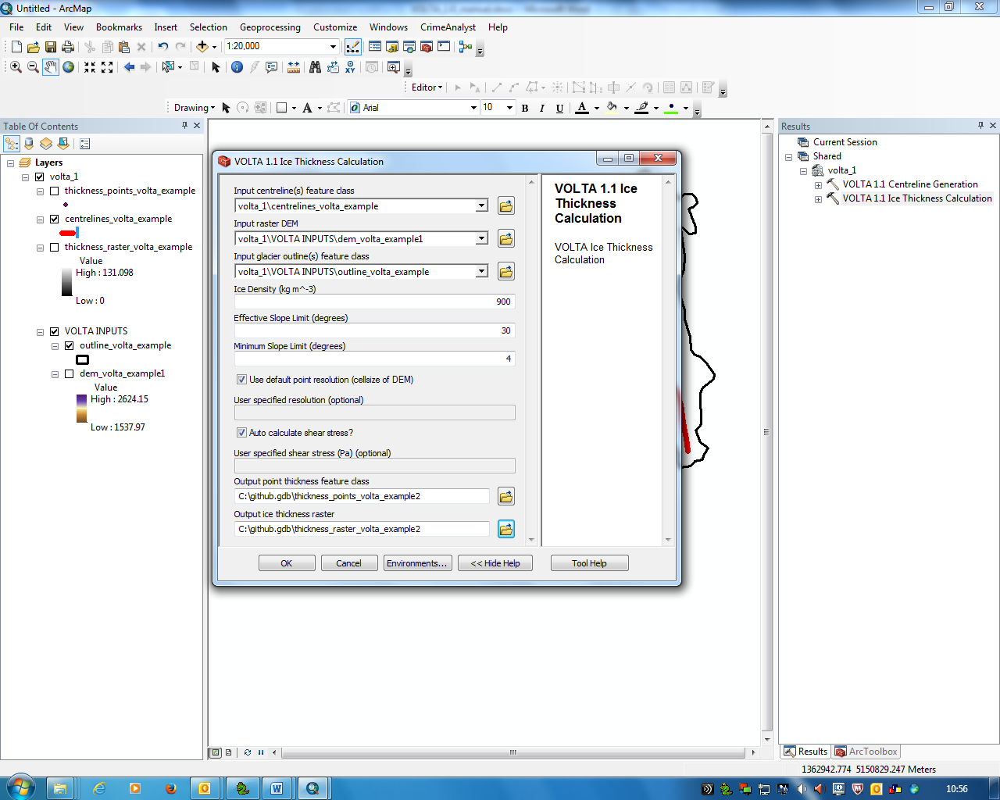 Untitled - ArcMap
File Edit View Bookmarks Insert Selection Geoprocessing Customize Windows CrimeAnalyst Help
1:20,000
Editor
Drawing A Arial 10 B I U A
Table Of Contents
Layers
volta_1
thickness_points_volta_example
centrelines_volta_example
thickness_raster_volta_example
Value
High : 131.098
Low : 0
VOLTA INPUTS
outline_volta_example
dem_volta_example1
Value
High : 2624.15
Low : 1537.97
VOLTA 1.1 Ice Thickness Calculation
Input centreline(s) feature class
volta_1\centrelines_volta_example
Input raster DEM
volta_1\VOLTA INPUTS\dem_volta_example1
Input glacier outline(s) feature class
volta_1\VOLTA INPUTS\outline_volta_example
Ice Density (kg m^-3)
900
Effective Slope Limit (degrees)
30
Minimum Slope Limit (degrees)
4
Use default point resolution (cellsize of DEM)
User specified resolution (optional)
Auto calculate shear stress?
User specified shear stress (Pa) (optional)
Output point thickness feature class
C:\github.gdb\thickness_points_volta_example2
Output ice thickness raster
C:\github.gdb\thickness_raster_volta_example2
OK Cancel Environments... << Hide Help Tool Help
VOLTA 1.1 Ice
Thickness
Calculation
VOLTA Ice Thickness
Calculation
Results
Current Session
Shared
volta_1
VOLTA 1.1 Centreline Generation
VOLTA 1.1 Ice Thickness Calculation
Results ArcToolbox
1362942.774 5150829.247 Meters
10:56